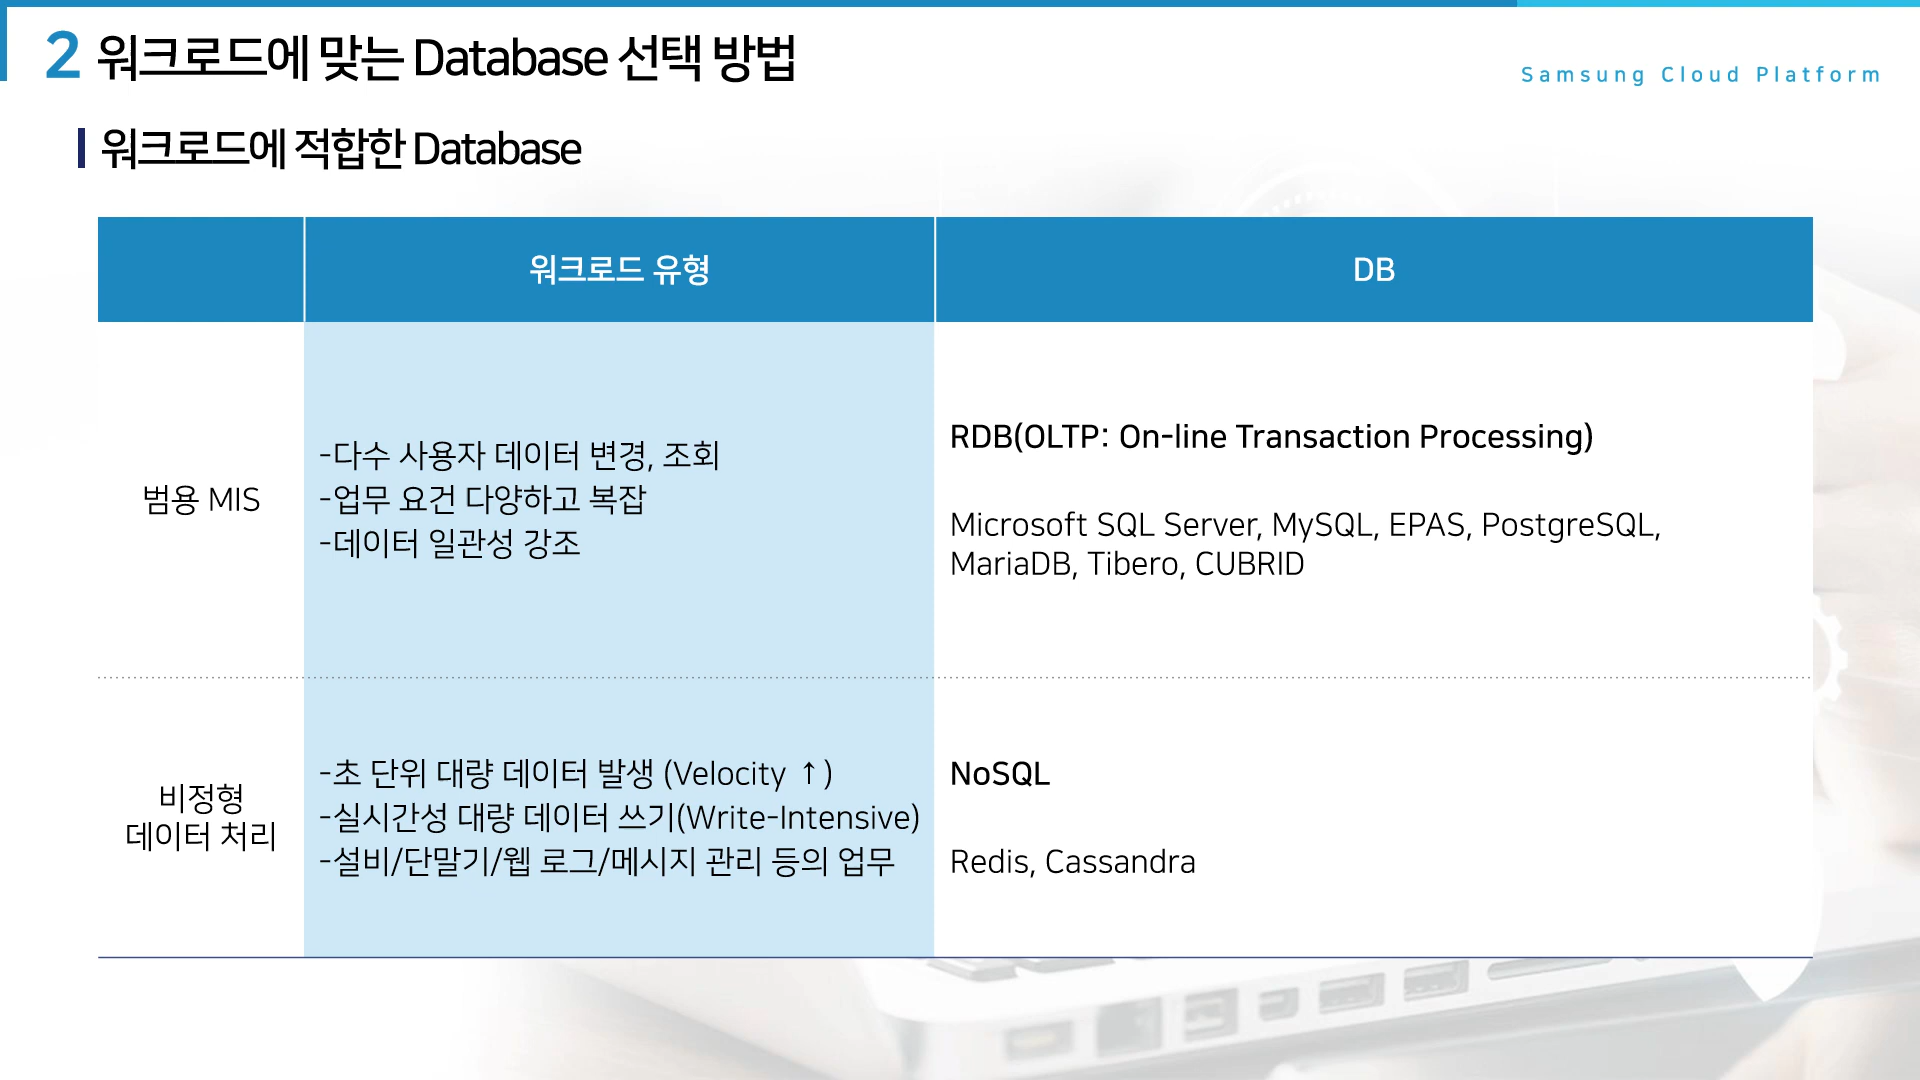 2 워크로드에 맞는 Database 선택 방법
Samsung Cloud Platform
워크로드에 적합한 Database
워크로드 유형
DB
범용 MIS
-다수 사용자 데이터 변경, 조회
-업무 요건 다양하고 복잡
-데이터 일관성 강조
RDB(OLTP: On-line Transaction Processing)
Microsoft SQL Server, MySQL, EPAS, PostgreSQL,
MariaDB, Tibero, CUBRID
비정형
데이터 처리
-초 단위 대량 데이터 발생 (Velocity ↑)
-실시간성 대량 데이터 쓰기(Write-Intensive)
-설비/단말기/웹 로그/메시지 관리 등의 업무
NoSQL
Redis, Cassandra